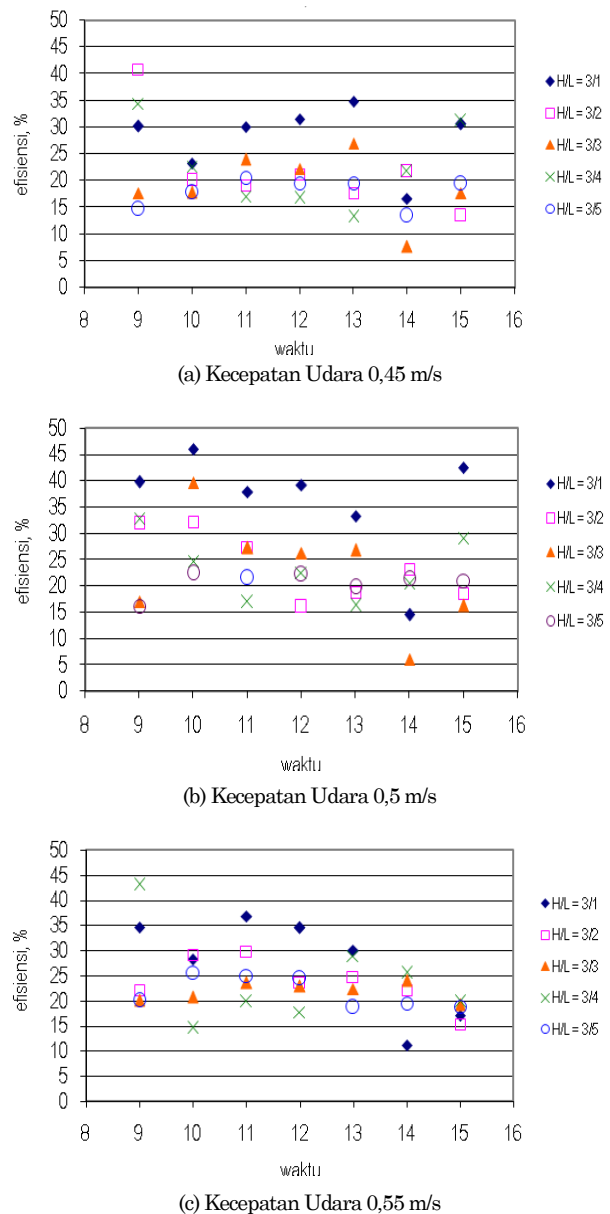 50
45
40
35
30
25
20
15
10
5
0
efisiensi, %
8 9 10 11 12 13 14 15 16
waktu
H/L = 3/1
H/L = 3/2
H/L = 3/3
H/L = 3/4
H/L = 3/5
(a) Kecepatan Udara 0,45 m/s
50
45
40
35
30
25
20
15
10
5
0
efisiensi, %
8 9 10 11 12 13 14 15 16
waktu
H/L = 3/1
H/L = 3/2
H/L = 3/3
H/L = 3/4
H/L = 3/5
(b) Kecepatan Udara 0,5 m/s
50
45
40
35
30
25
20
15
10
5
0
efisiensi, %
8 9 10 11 12 13 14 15 16
waktu
H/L = 3/1
H/L = 3/2
H/L = 3/3
H/L = 3/4
H/L = 3/5
(c) Kecepatan Udara 0,55 m/s